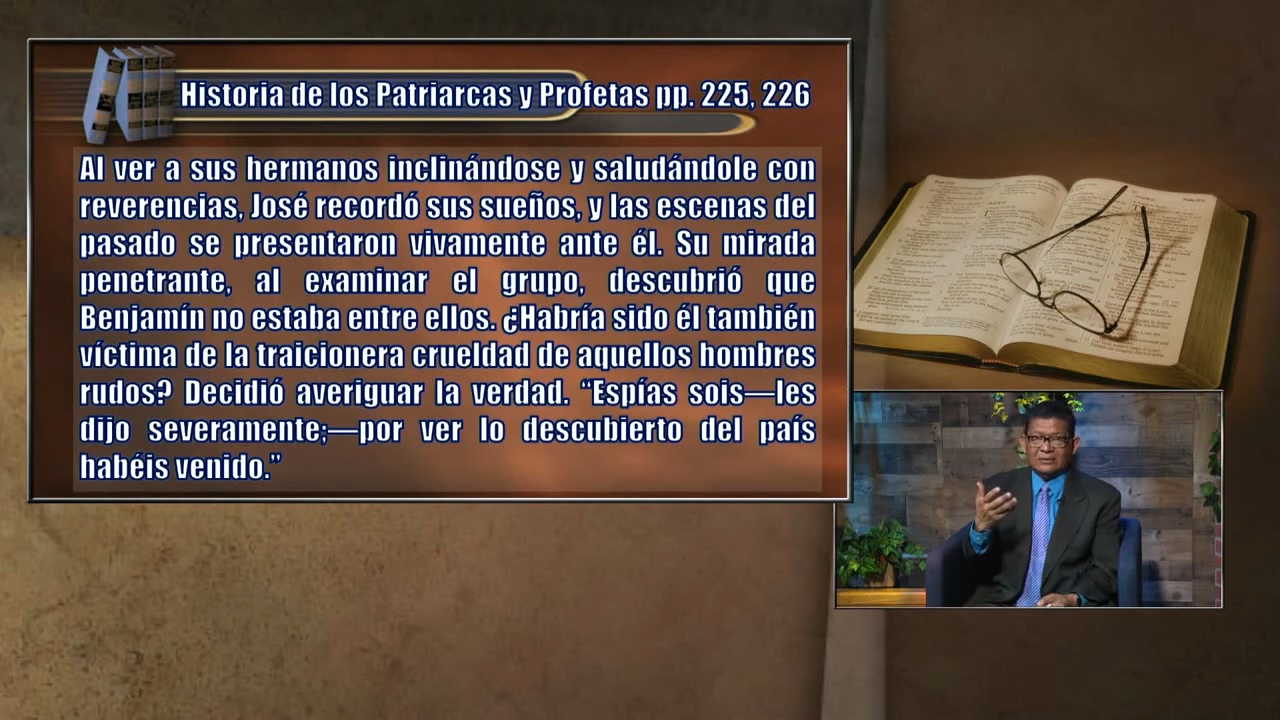 Historia de los Patriarcas y Profetas pp. 225, 226
Al ver a sus hermanos inclinándose y saludándole con
reverencias, José recordó sus sueños, y las escenas del
pasado se presentaron vivamente ante él. Su mirada
penetrante, al examinar el grupo, descubrió que
Benjamín no estaba entre ellos. ¿Habría sido él también
víctima de la traicionera crueldad de aquellos hombres
rudos? Decidió averiguar la verdad. “Espías sois—les
dijo severamente;—por ver lo descubierto del país
habéis venido.”